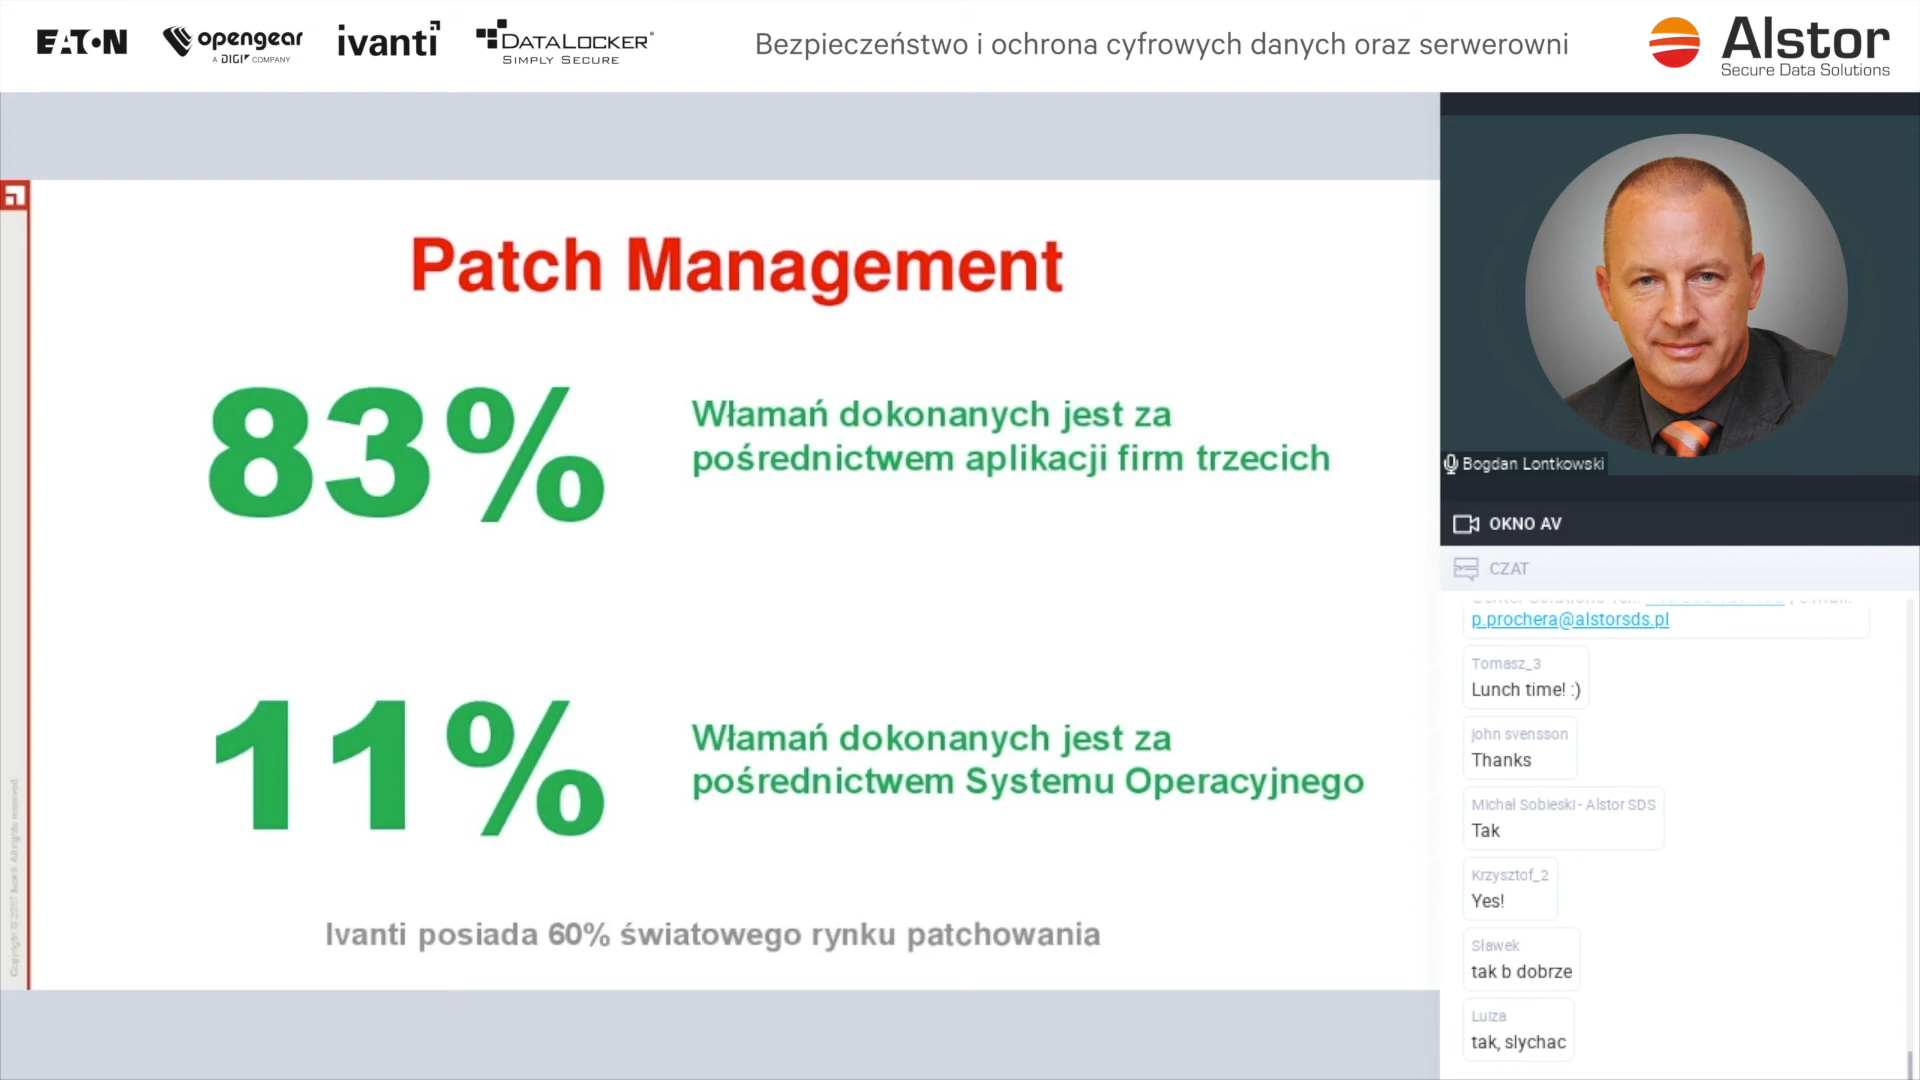 EATON
opengear
A DIGI COMPANY
ivanti
DATALOCKER
SIMPLY SECURE
Bezpieczeństwo i ochrona cyfrowych danych oraz serwerowni
Alstor
Secure Data Solutions
Patch Management
83%
Włamań dokonanych jest za
pośrednictwem aplikacji firm trzecich
11%
Włamań dokonanych jest za
pośrednictwem Systemu Operacyjnego
Ivanti posiada 60% światowego rynku patchowania
Bogdan Lontkowski
OKNO AV
CZAT
p.prochera@alstorsds.pl
Tomasz_3
Lunch time! :)
john svensson
Thanks
Michał Sobieski - Alstor SDS
Tak
Krzysztof_2
Yes!
Sławek
tak b dobrze
Luiza
tak, slychac